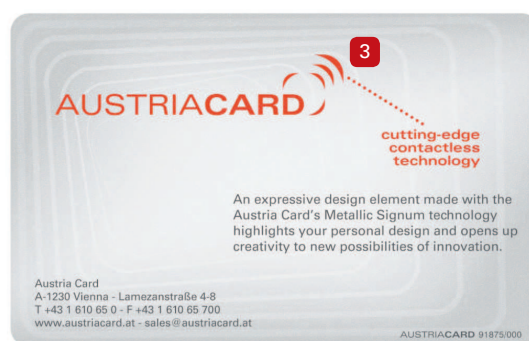 3
AUSTRIACARD
cutting-edge
contactless
technology
An expressive design element made with the
Austria Card's Metallic Signum technology
highlights your personal design and opens up
creativity to new possibilities of innovation.
Austria Card
A-1230 Vienna - Lamezanstraße 4-8
T +43 1 610 65 0 - F +43 1 610 65 700
www.austriacard.at - sales@austriacard.at
AUSTRIACARD 91875/000